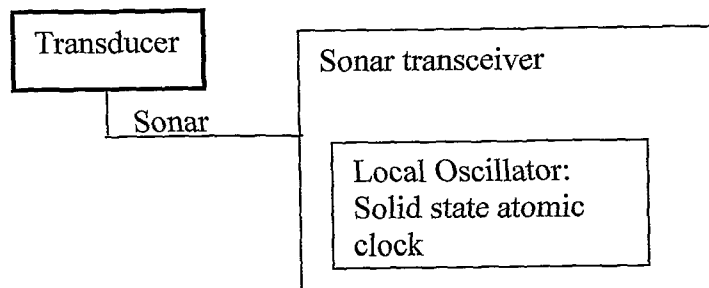 Transducer
Sonar transceiver
Sonar
Local Oscillator:
Solid state atomic
clock